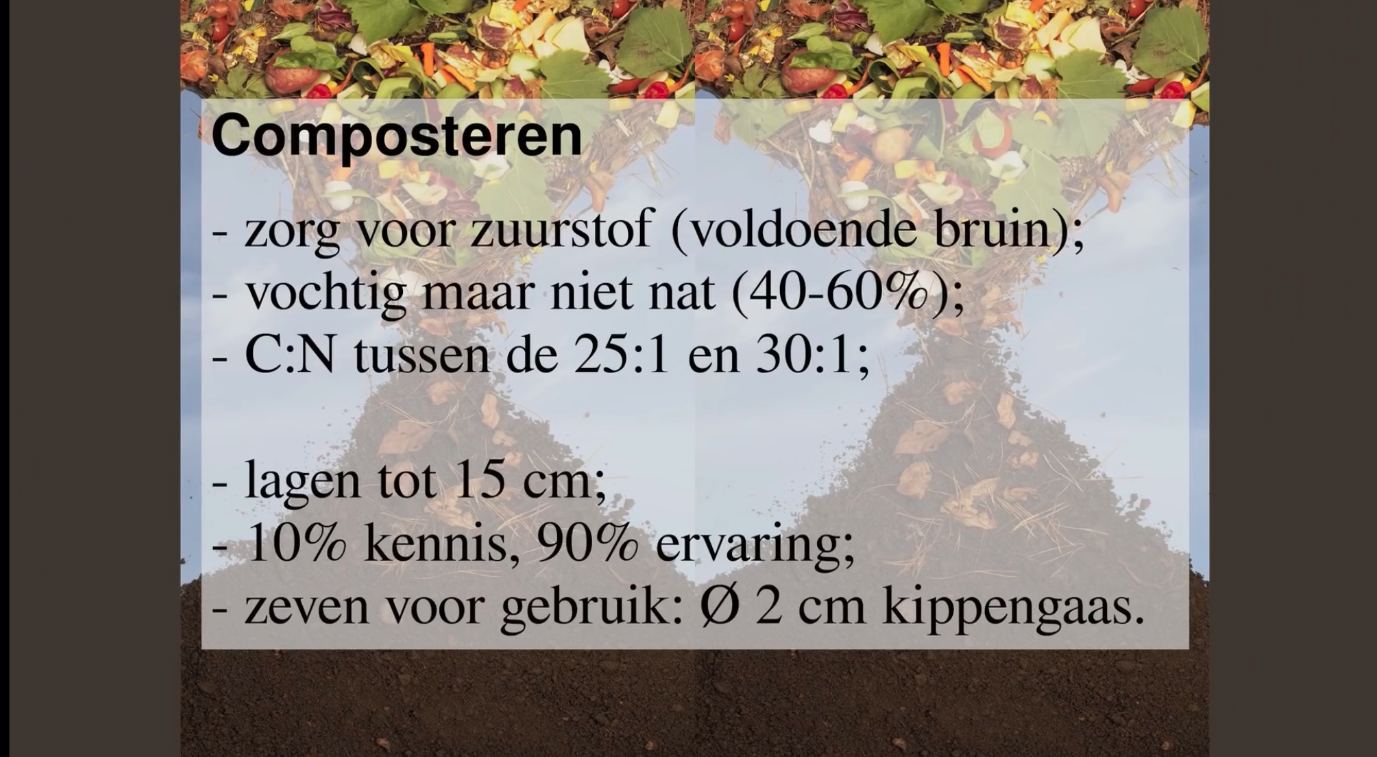 Composteren
- zorg voor zuurstof (voldoende bruin);
- vochtig maar niet nat (40-60%);
- C:N tussen de 25:1 en 30:1;
- lagen tot 15 cm;
- 10% kennis, 90% ervaring;
- zeven voor gebruik: Ø 2 cm kippengaas.